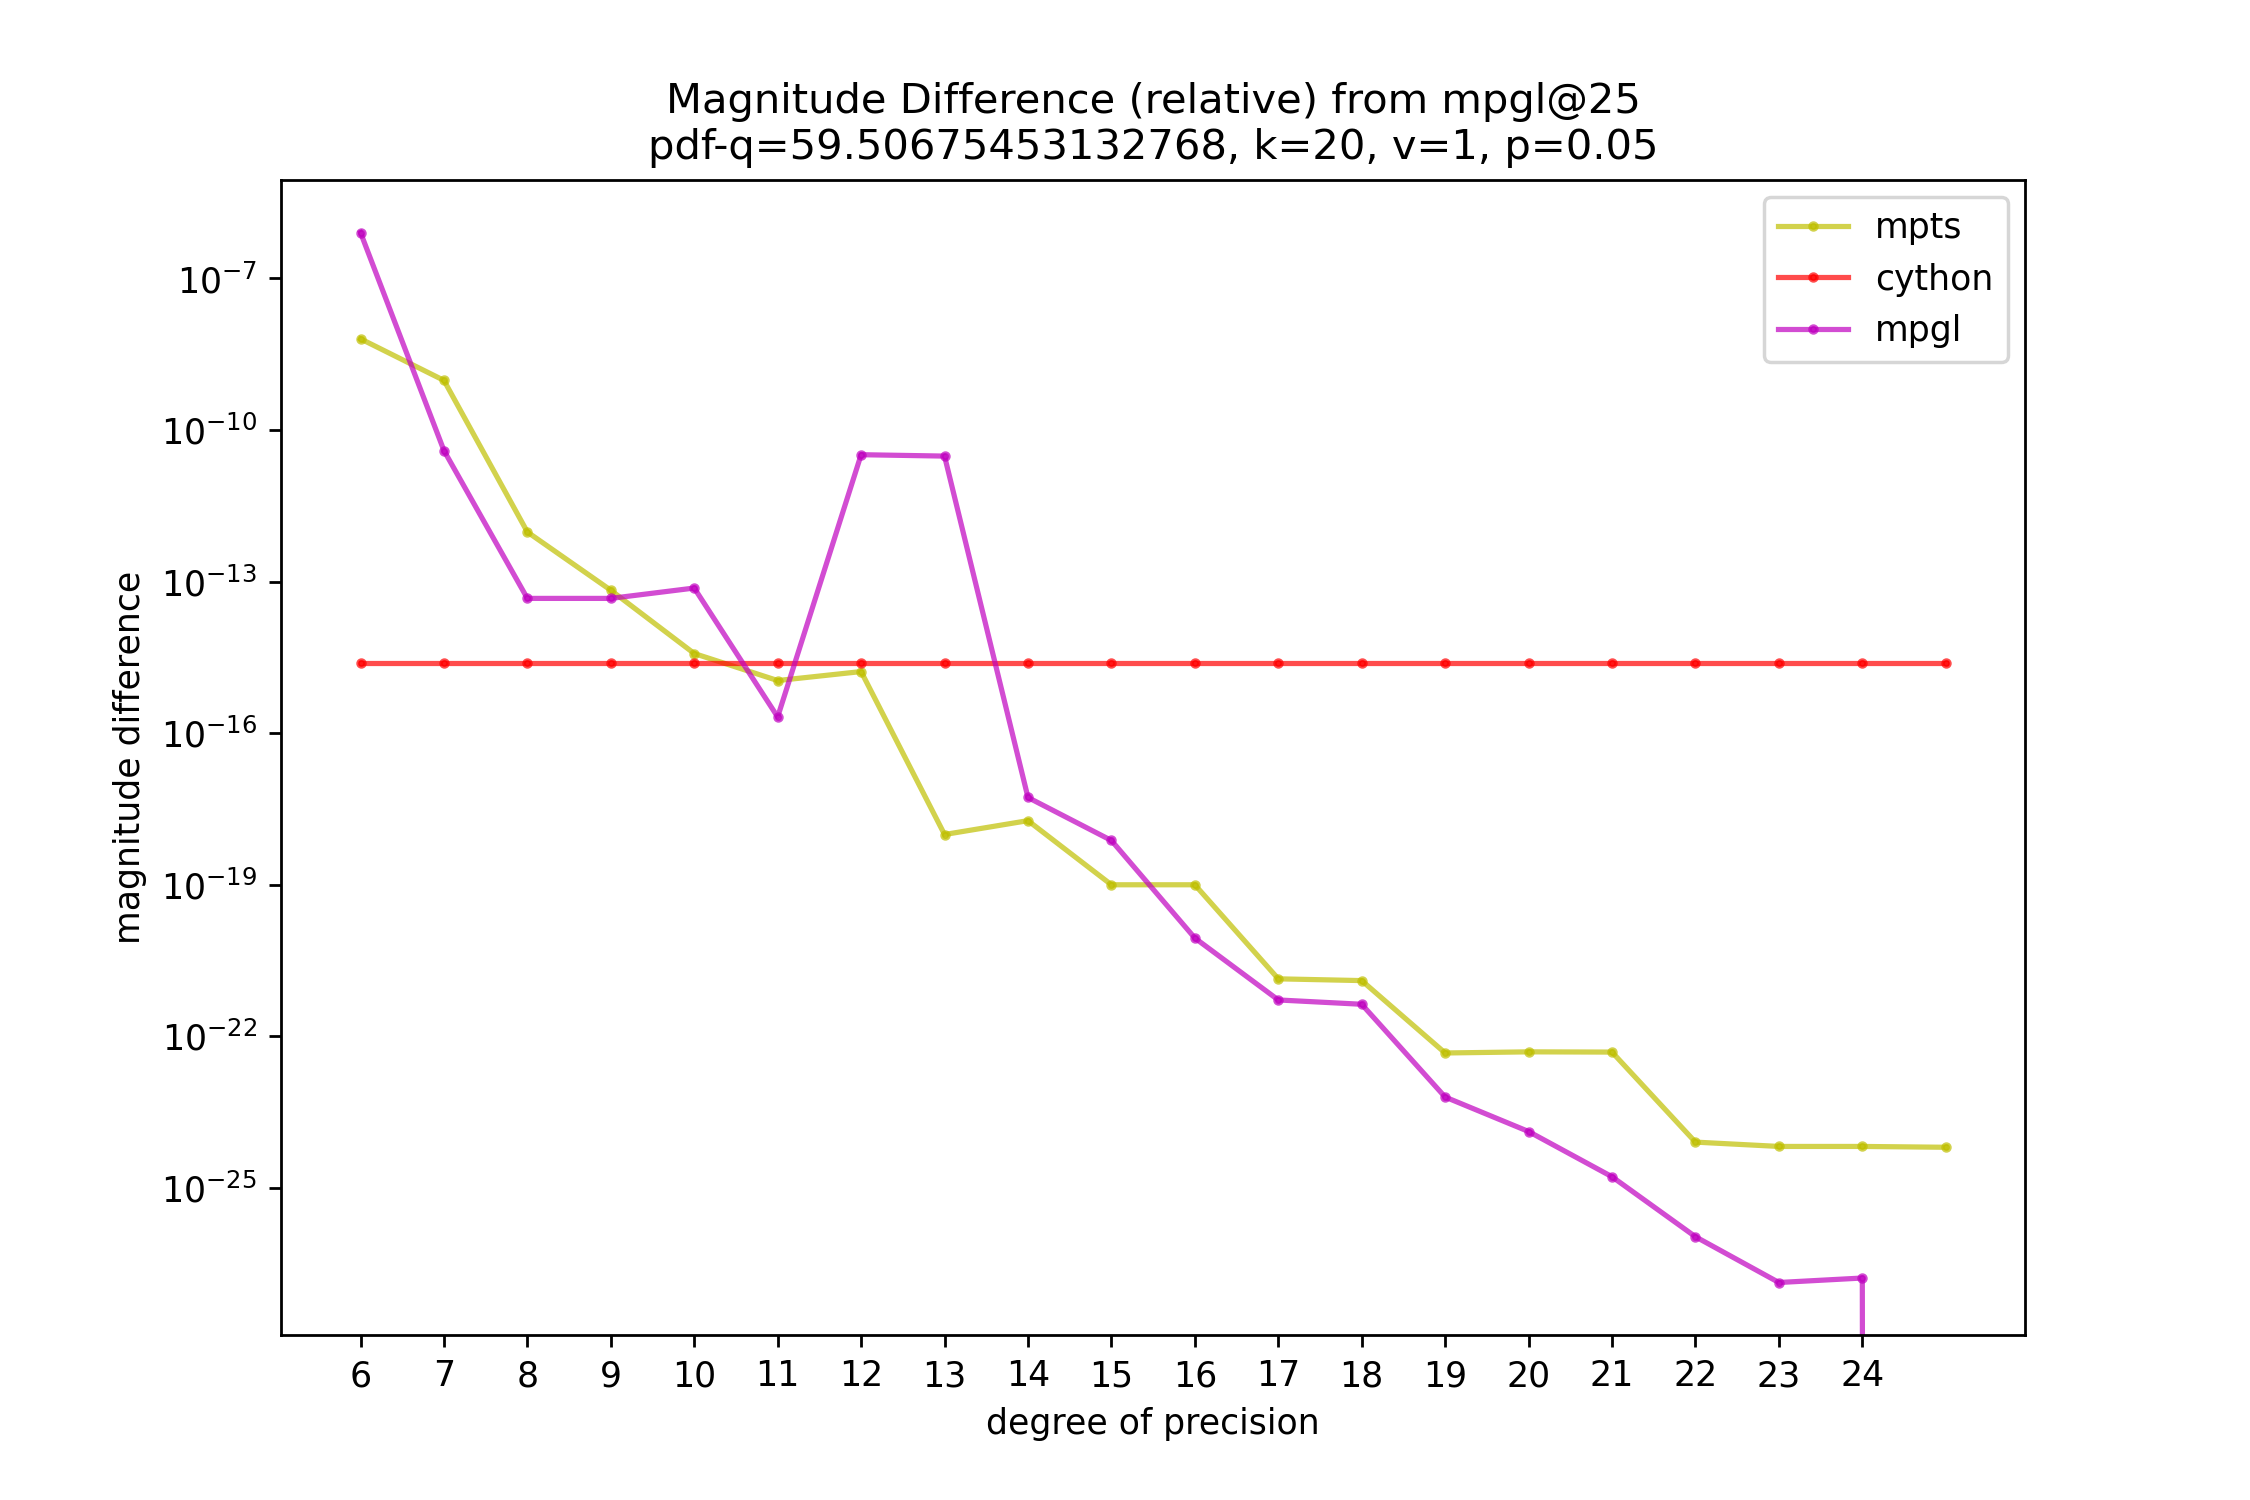 Magnitude Difference (relative) from mpgl@25
pdf-q=59.50675453132768, k=20, v=1, p=0.05
mpts
cython
mpgl
magnitude difference
10⁻⁷
10⁻¹⁰
10⁻¹³
10⁻¹⁶
10⁻¹⁹
10⁻²²
10⁻²⁵
6 7 8 9 10 11 12 13 14 15 16 17 18 19 20 21 22 23 24
degree of precision